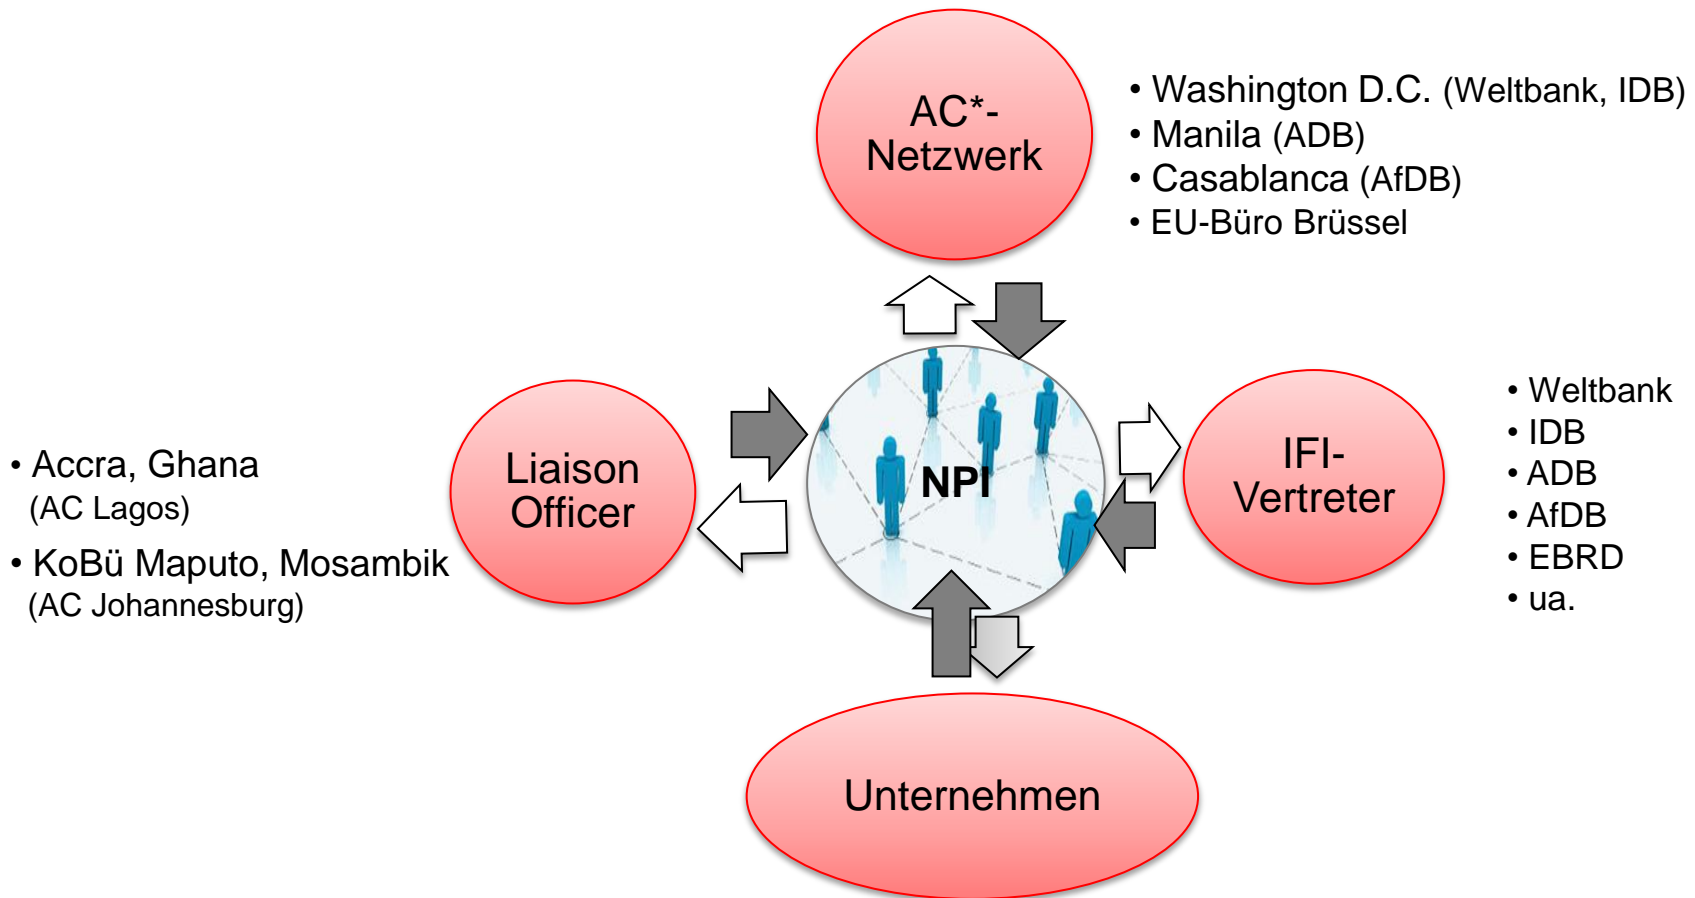 AC*-
Netzwerk
• Washington D.C. (Weltbank, IDB)
• Manila (ADB)
• Casablanca (AfDB)
• EU-Büro Brüssel
• Accra, Ghana
(AC Lagos)
• KoBü Maputo, Mosambik
(AC Johannesburg)
Liaison
Officer
NPI
IFI-
Vertreter
• Weltbank
• IDB
• ADB
• AfDB
• EBRD
• ua.
Unternehmen